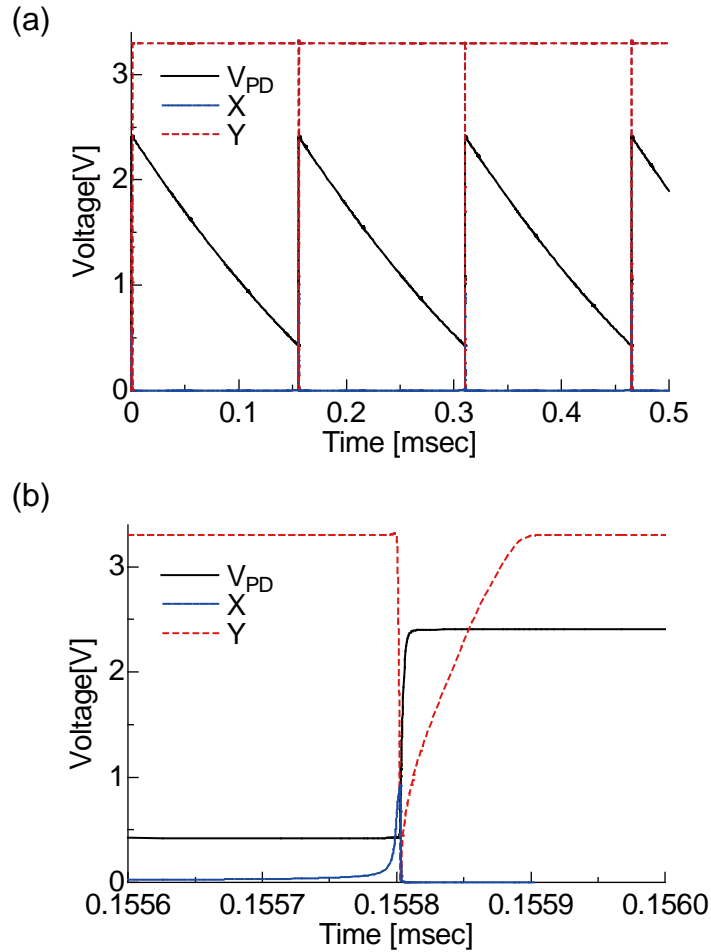 (a)
Voltage[V]
3
2
1
0
V_PD
X
Y
0 0.1 0.2 0.3 0.4 0.5
Time [msec]
(b)
Voltage[V]
3
2
1
0
V_PD
X
Y
0.1556 0.1557 0.1558 0.1559 0.1560
Time [msec]